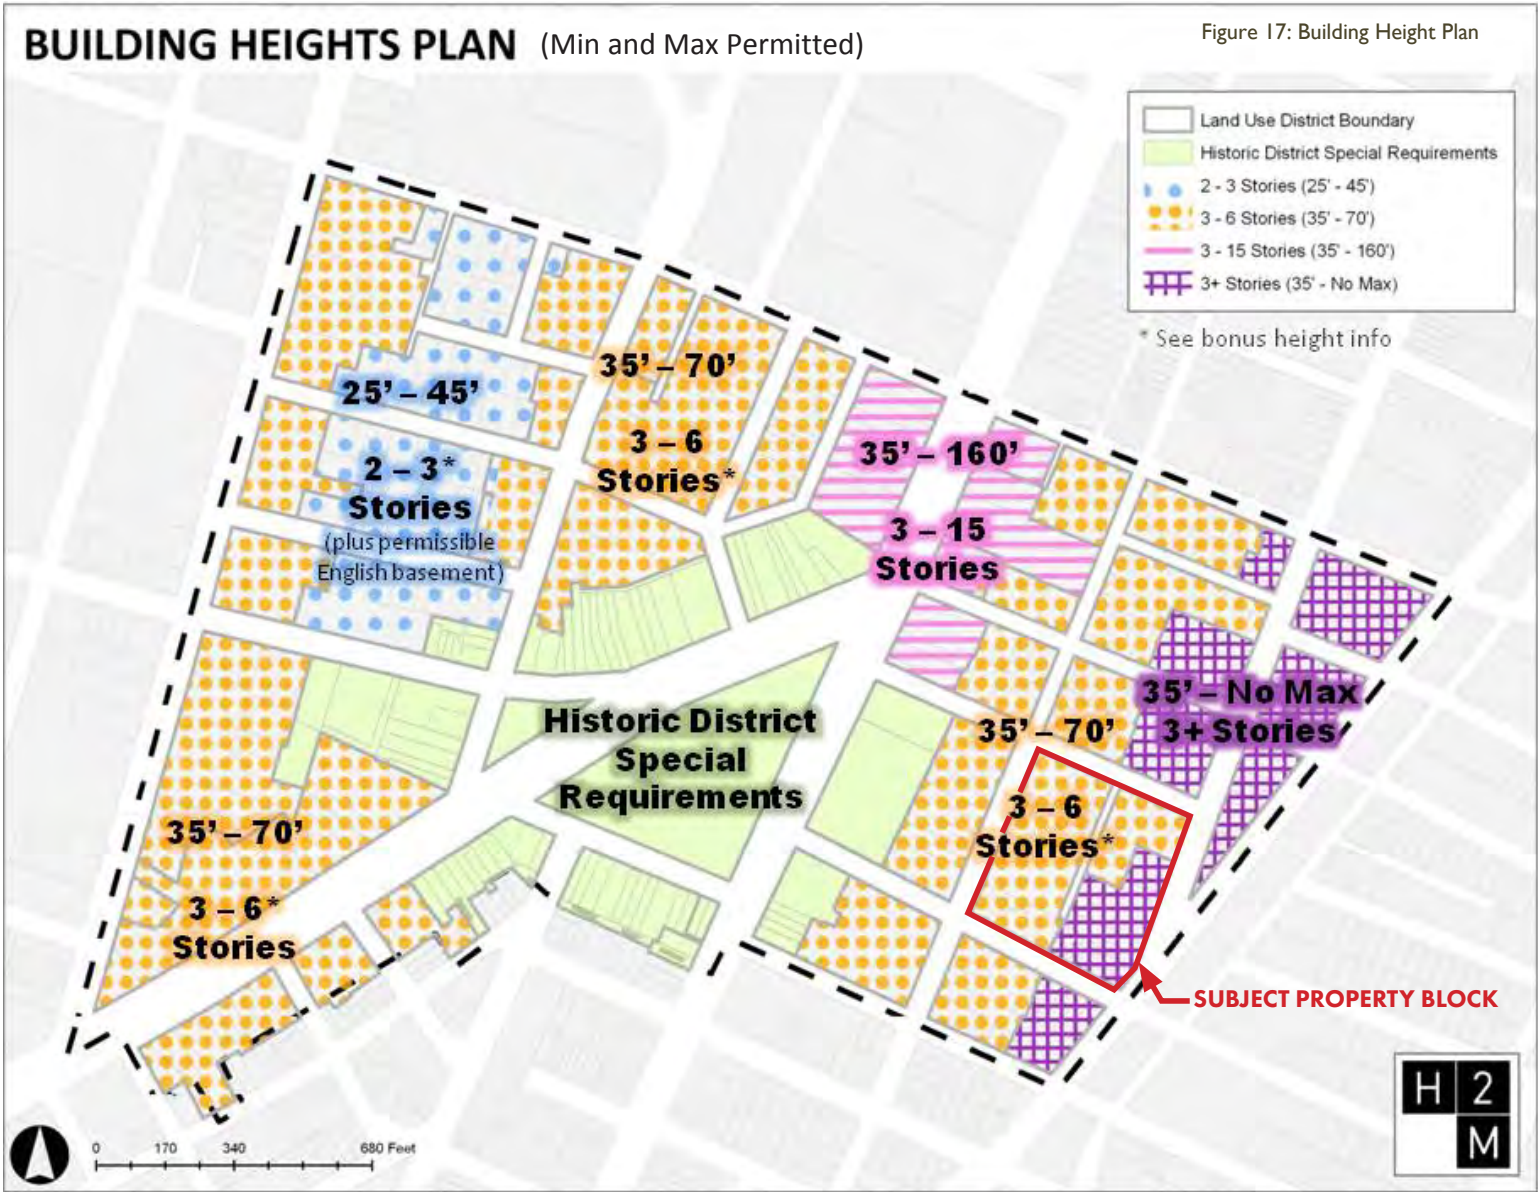 BUILDING HEIGHTS PLAN (Min and Max Permitted)
Figure 17: Building Height Plan
Land Use District Boundary
Historic District Special Requirements
2 - 3 Stories (25' - 45')
3 - 6 Stories (35' - 70')
3 - 15 Stories (35' - 160')
3+ Stories (35' - No Max)
* See bonus height info
35’ – 70’
3 – 6
Stories*
25’ – 45’
2 – 3*
Stories
(plus permissible
English basement)
35’ – 160’
3 – 15
Stories
35’ – No Max
3+ Stories
Historic District
Special
Requirements
35’ – 70’
3 – 6
Stories*
35’ – 70’
3 – 6*
Stories
SUBJECT PROPERTY BLOCK
0 170 340 680 Feet
H 2
M